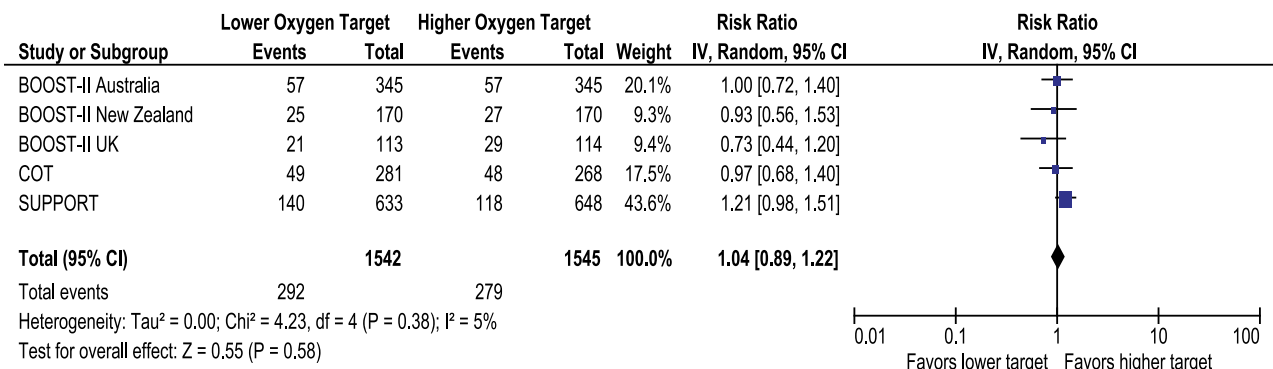 Lower Oxygen Target Higher Oxygen Target Risk Ratio Risk Ratio
Study or Subgroup Events Total Events Total Weight IV, Random, 95% CI IV, Random, 95% CI
BOOST-II Australia 57 345 57 345 20.1% 1.00 [0.72, 1.40]
BOOST-II New Zealand 25 170 27 170 9.3% 0.93 [0.56, 1.53]
BOOST-II UK 21 113 29 114 9.4% 0.73 [0.44, 1.20]
COT 49 281 48 268 17.5% 0.97 [0.68, 1.40]
SUPPORT 140 633 118 648 43.6% 1.21 [0.98, 1.51]
Total (95% CI) 1542 1545 100.0% 1.04 [0.89, 1.22]
Total events 292 279
Heterogeneity: Tau² = 0.00; Chi² = 4.23, df = 4 (P = 0.38); I² = 5%
Test for overall effect: Z = 0.55 (P = 0.58)
0.01 0.1 1 10 100
Favors lower target Favors higher target